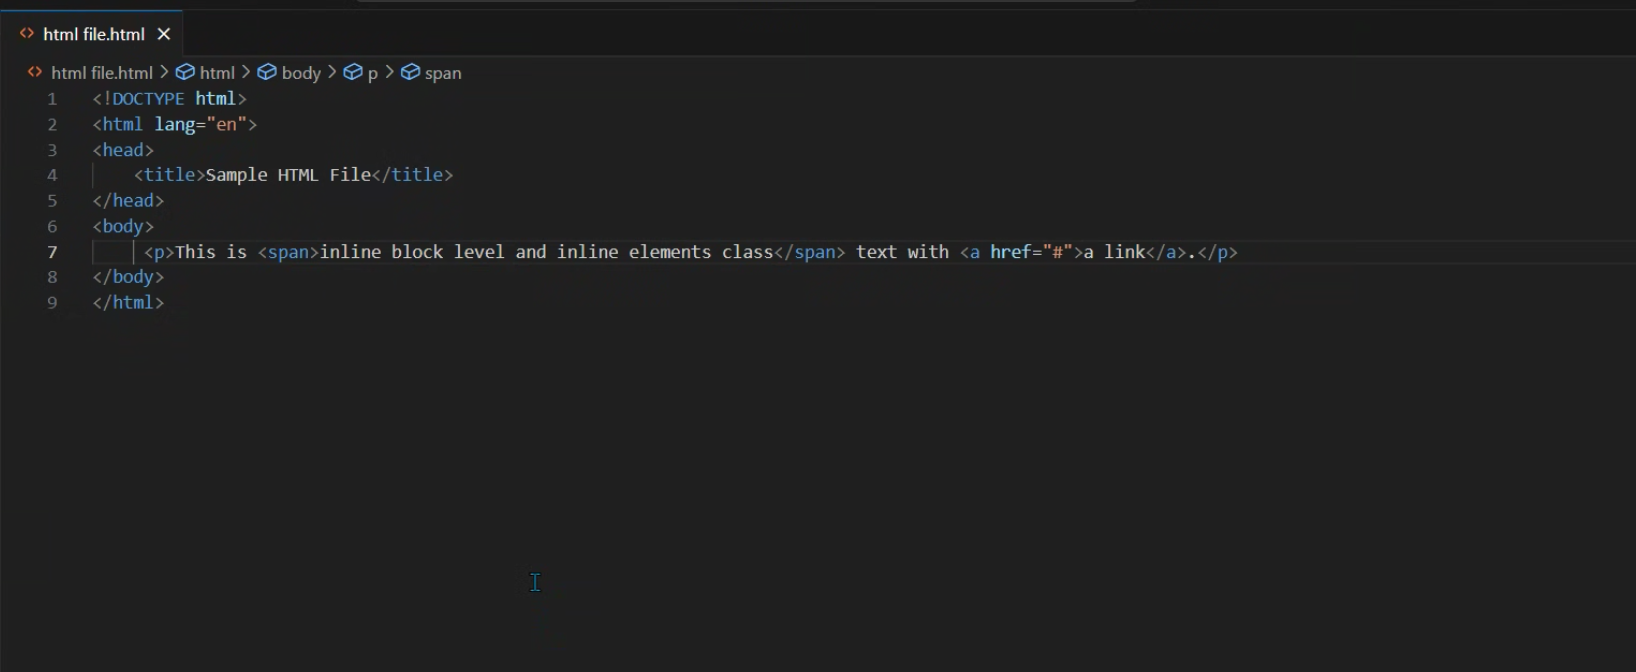 html file.html
html file.html > html > body > p > span
1 <!DOCTYPE html>
2 <html lang="en">
3 <head>
4     <title>Sample HTML File</title>
5 </head>
6 <body>
7      <p>This is <span>inline block level and inline elements class</span> text with <a href="#">a link</a>.</p>
8 </body>
9 </html>